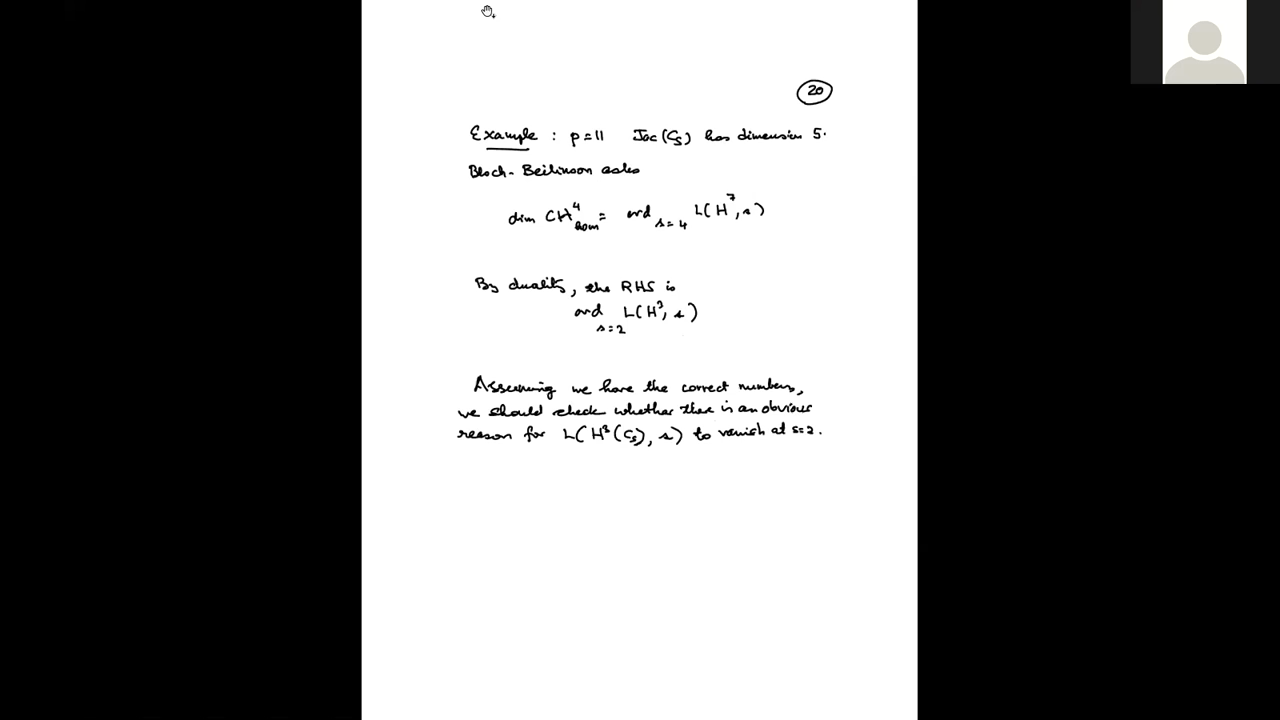 20
Example : p = 11 Jac(C_s) has dimension 5.
Bloch-Beilinson asks
dim CH^4_hom = ord_{s=4} L(H^7, s)
By duality, the RHS is
ord_{s=2} L(H^3, s)
Assuming we have the correct numbers,
we should check whether there is an obvious
reason for L(H^3(C_s), s) to vanish at s=2.